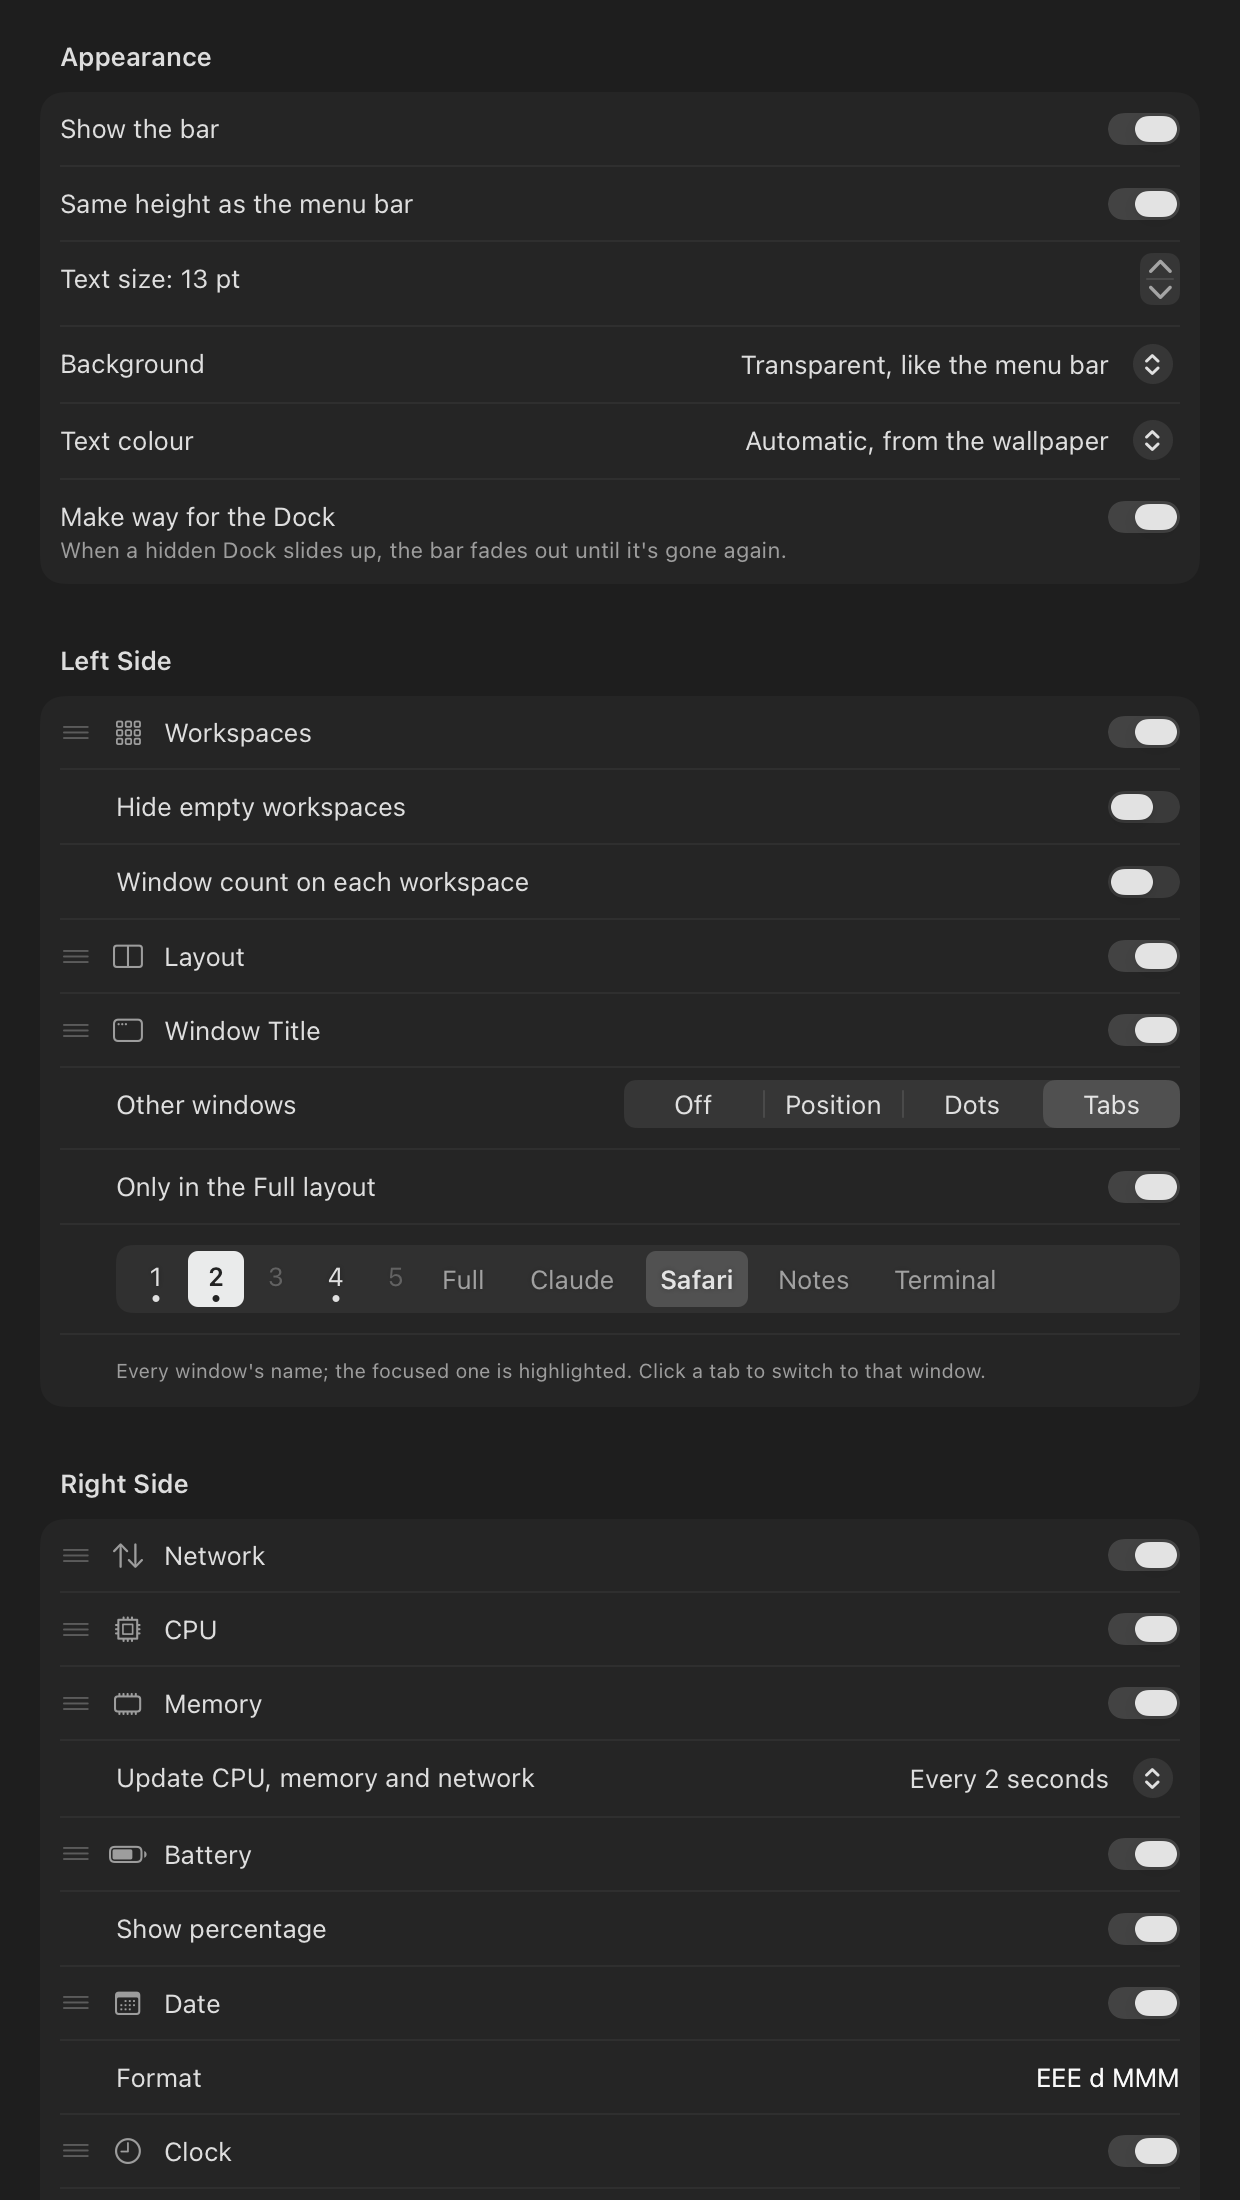 Appearance
Show the bar
Same height as the menu bar
Text size: 13 pt
Background Transparent, like the menu bar
Text colour Automatic, from the wallpaper
Make way for the Dock
When a hidden Dock slides up, the bar fades out until it's gone again.
Left Side
Workspaces
Hide empty workspaces
Window count on each workspace
Layout
Window Title
Other windows Off Position Dots Tabs
Only in the Full layout
1 2 3 4 5 Full Claude Safari Notes Terminal
Every window's name; the focused one is highlighted. Click a tab to switch to that window.
Right Side
Network
CPU
Memory
Update CPU, memory and network Every 2 seconds
Battery
Show percentage
Date
Format EEE d MMM
Clock